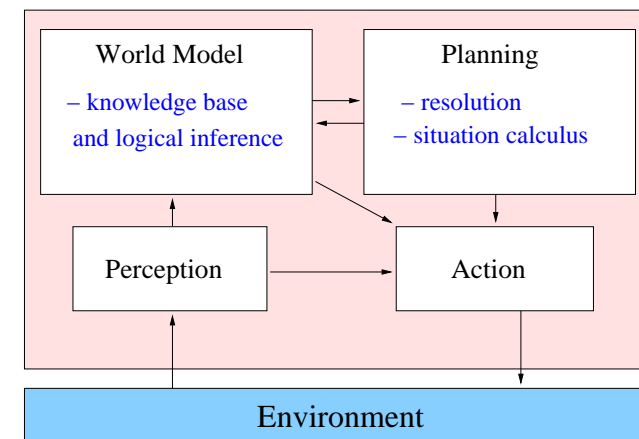 World Model
– knowledge base
and logical inference
Planning
– resolution
– situation calculus
Perception
Action
Environment